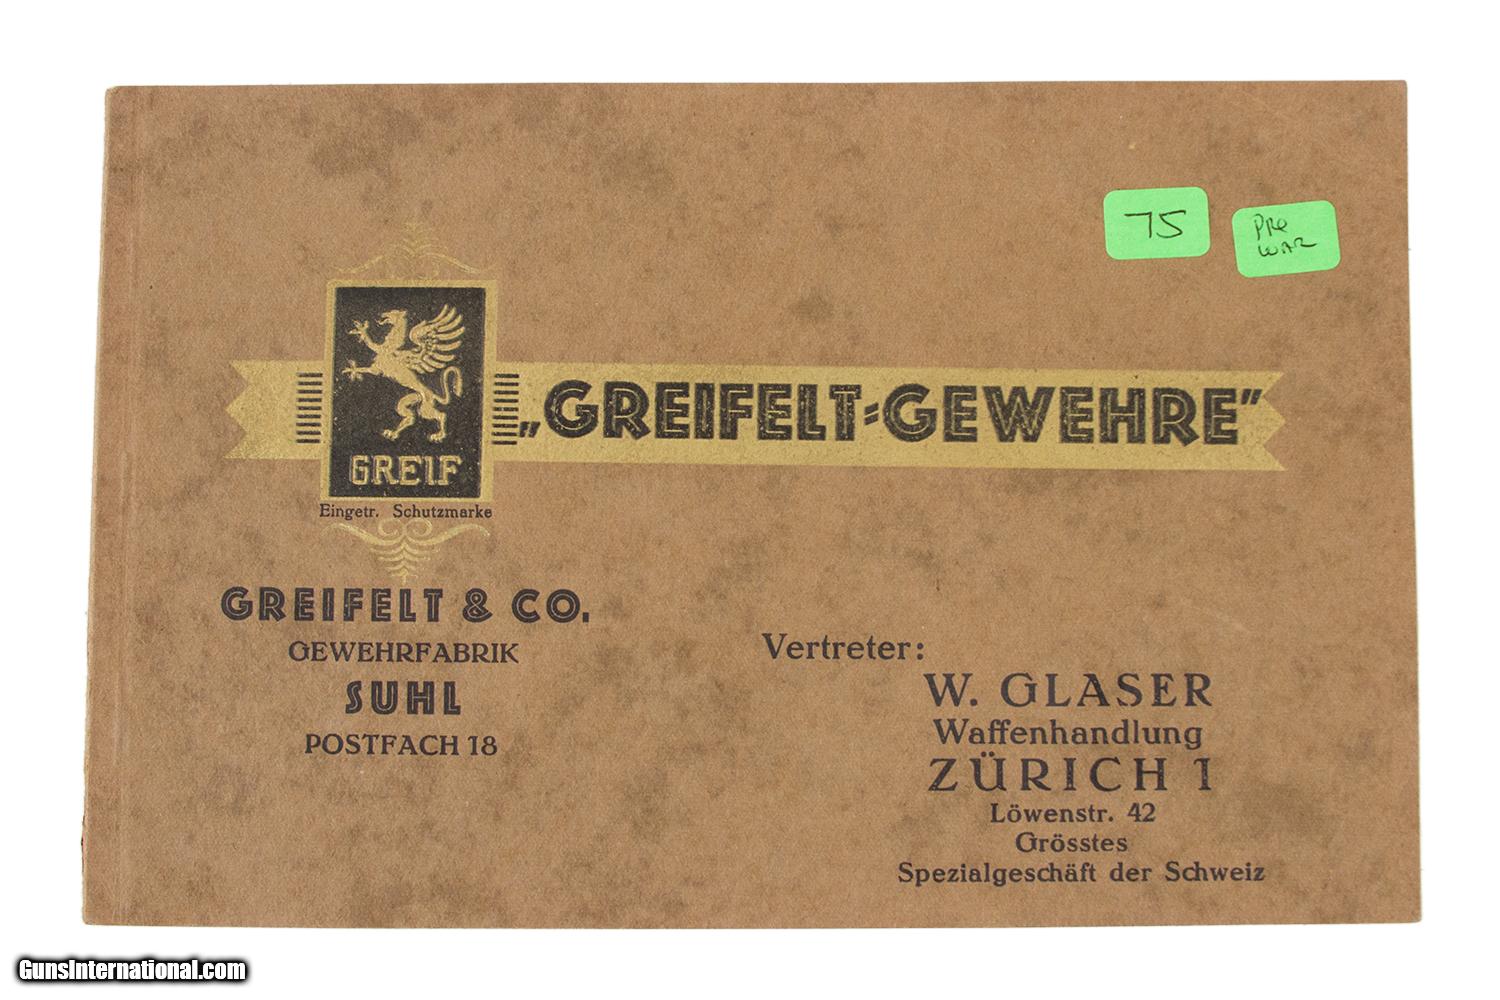 75
PRE
WAR
GREIF
„GREIFELT=GEWEHRE"
Eingetr. Schutzmarke
GREIFELT & CO.
GEWEHRFABRIK
SUHL
POSTFACH 18
Vertreter:
W. GLASER
Waffenhandlung
ZÜRICH 1
Löwenstr. 42
Grösstes
Spezialgeschäft der Schweiz
GunsInternational.com